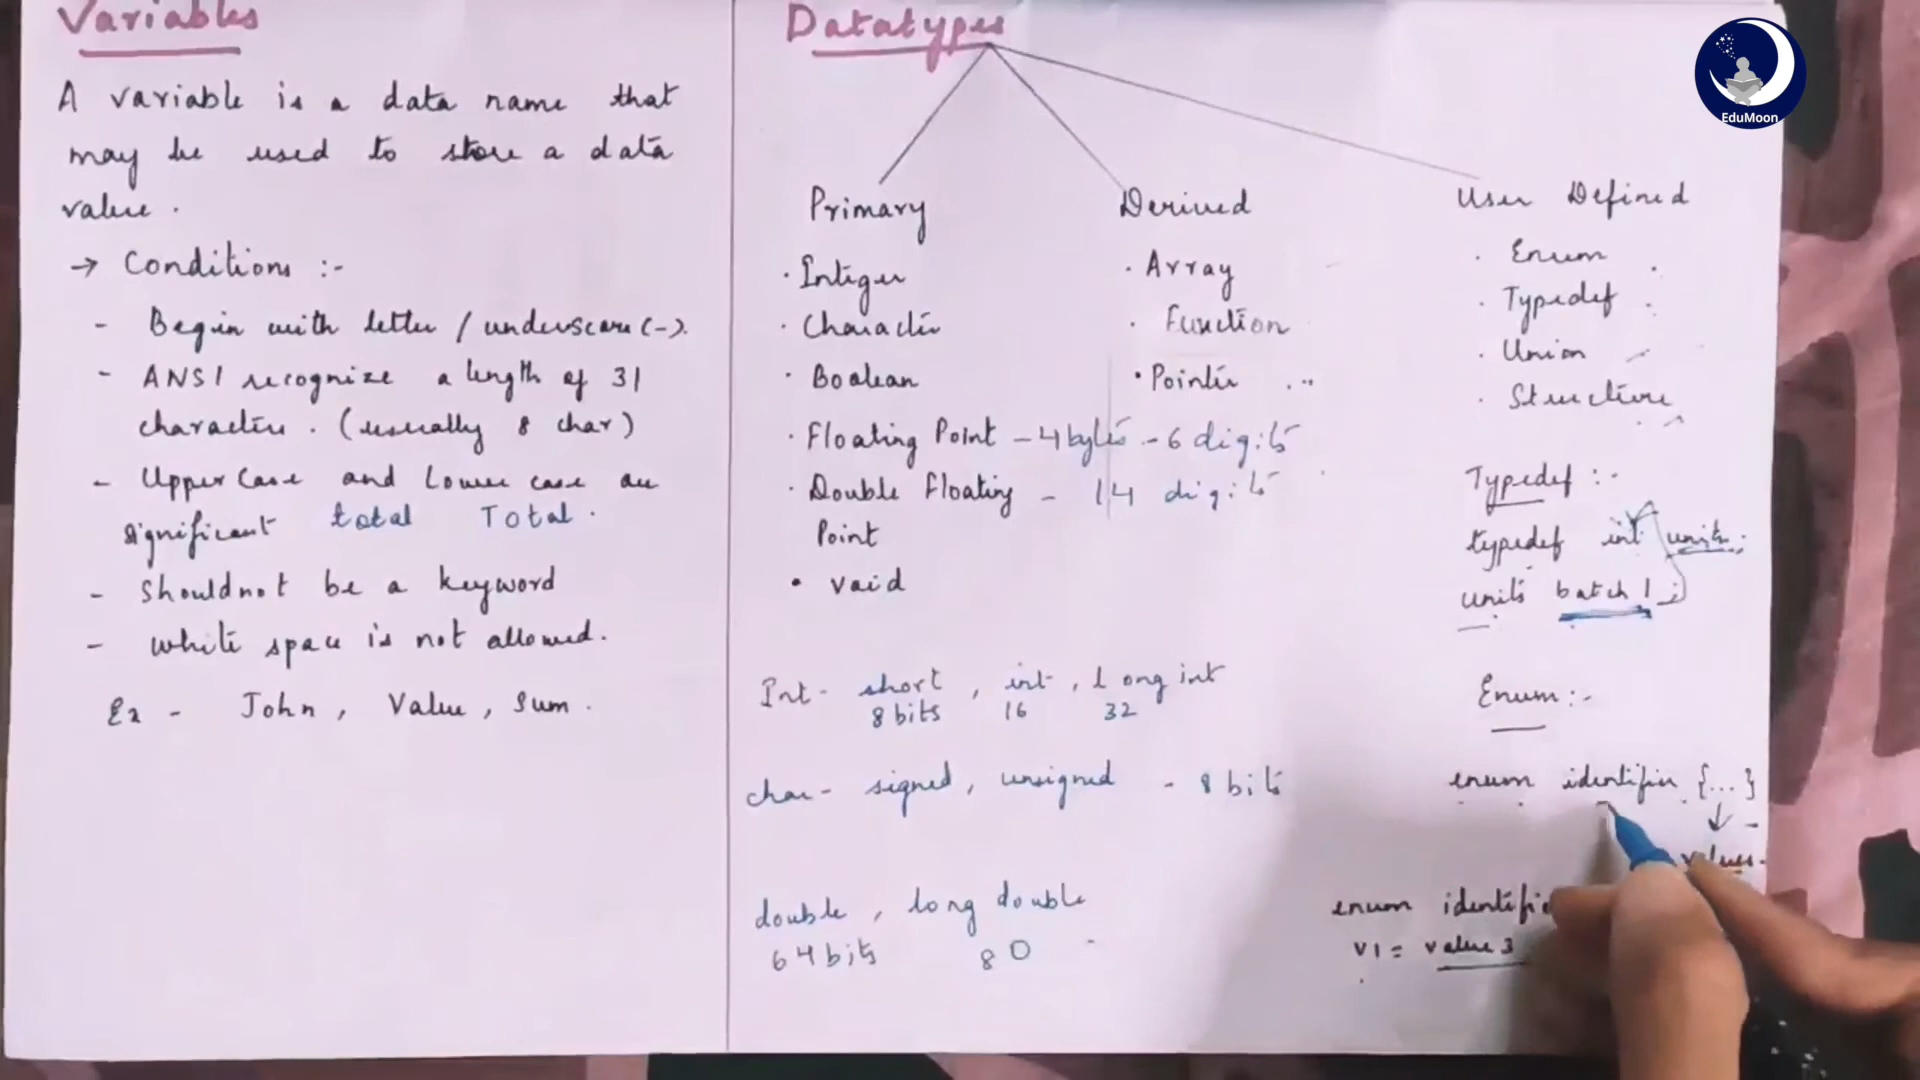 Variables
A variable is a data name that
may be used to store a data
value.
→ Conditions :-
- Begin with letter / underscore (-).
- ANSI recognize a length of 31
characters. (usually 8 char)
- Upper Case and Lower case are
significant total Total.
- Shouldnot be a keyword
- White space is not allowed.
Ex - John, Value, Sum.
Datatypes
Primary
· Integer
· Character
· Boolean
· Floating Point - 4 bytes - 6 digits
· Double Floating - 14 digits
Point
• Void
Derived
· Array
· Function
· Pointer ...
User Defined
· Enum
· Typedef
· Union
· Structure
Int - short, int, Long int
8 bits 16 32
char - signed, unsigned - 8 bits
double, long double
64 bits 80
Typedef :-
typedef int units;
units batch 1;
Enum :-
enum identifier {...}
↓
values.
enum
v1 = value 3
EduMoon